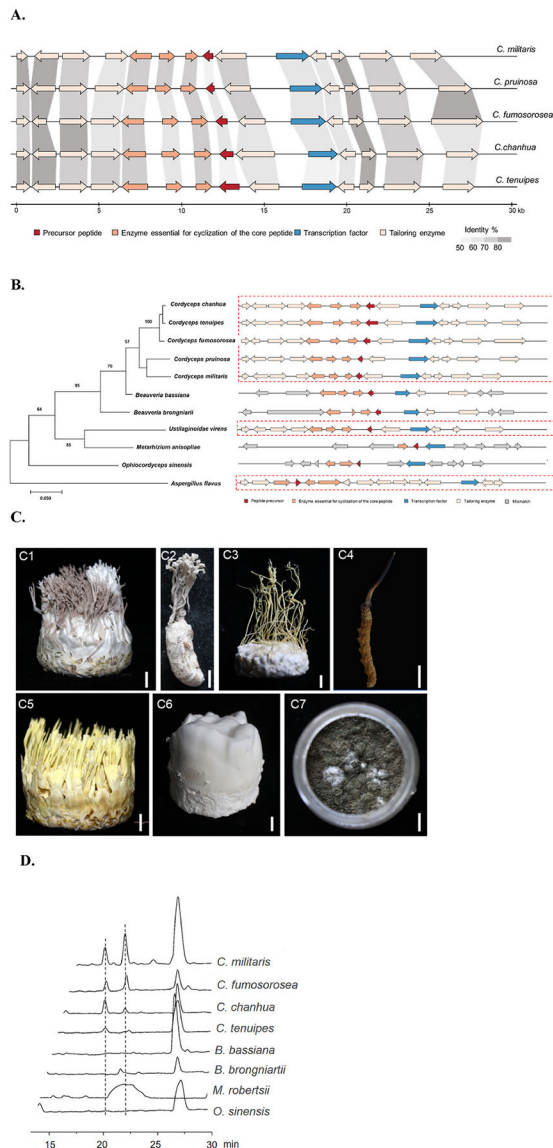 A.
C. militaris
C. pruinosa
C. fumosorosea
C.chanhua
C. tenuipes
0 5 10 15 20 25 30 kb
Precursor peptide Enzyme essential for cyclization of the core peptide Transcription factor Tailoring enzyme Identity %
50 60 70 80
B.
Cordyceps chanhua
100
Cordyceps tenuipes
57
Cordyceps fumosorosea
70
Cordyceps pruinosa
Cordyceps militaris
95
Beauveria bassiana
64
Beauveria brongniartii
Ustilaginoidea virens
85
Metarhizium anisopliae
Ophiocordyceps sinensis
Aspergillus flavus
0.050
Peptide precursor Enzyme essential for cyclization of the core peptide Transcription factor Tailoring enzyme Mismatch
C.
C1 C2 C3 C4
C5 C6 C7
D.
C. militaris
C. fumosorosea
C. chanhua
C. tenuipes
B. bassiana
B. brongniartii
M. robertsii
O. sinensis
15 20 25 30 min